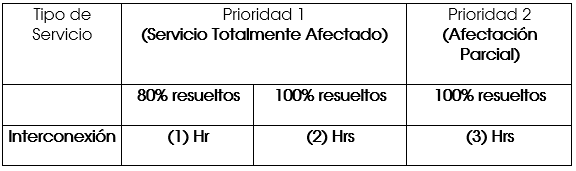 Tipo de Servicio
Prioridad 1
(Servicio Totalmente Afectado)
Prioridad 2
(Afectación Parcial)
80% resueltos
100% resueltos
100% resueltos
Interconexión
(1) Hr
(2) Hrs
(3) Hrs